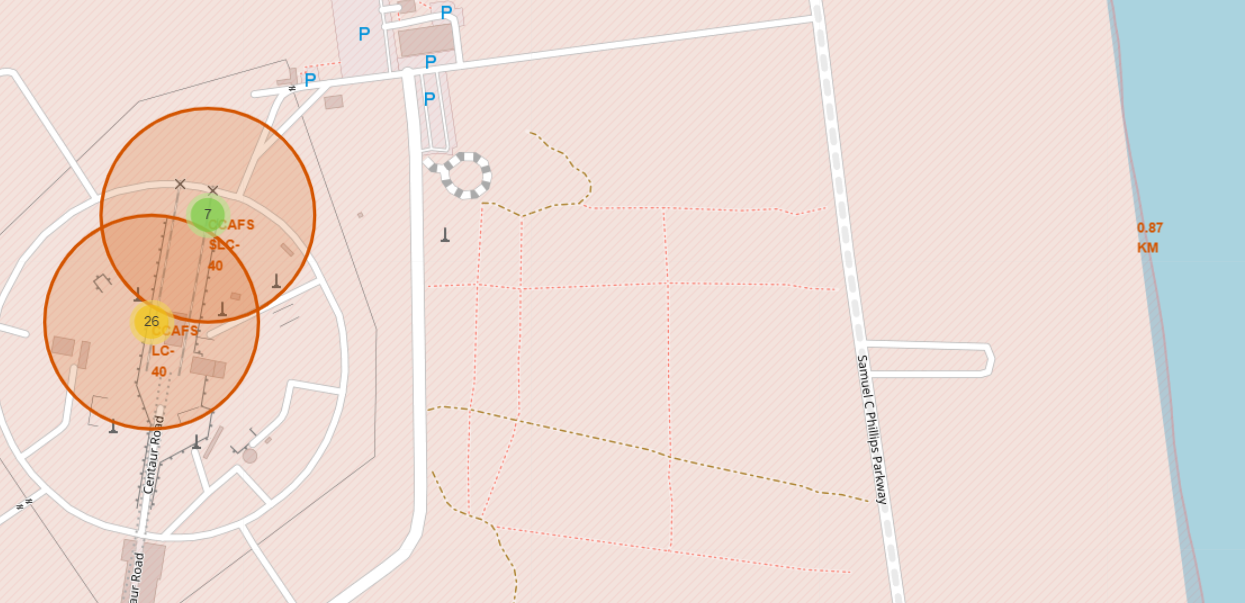 P
P
P
P
P
7
CCAFS
SLC-
40
0.87
KM
26
CCAFS
LC-
40
Samuel C Phillips Parkway
Centaur Road
aur Road